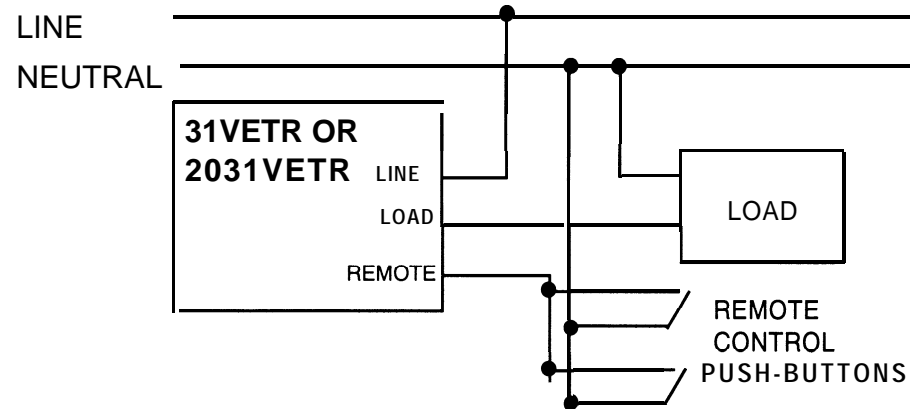 LINE
NEUTRAL
31VETR OR
2031VETR LINE
LOAD
REMOTE
LOAD
REMOTE
CONTROL
PUSH-BUTTONS